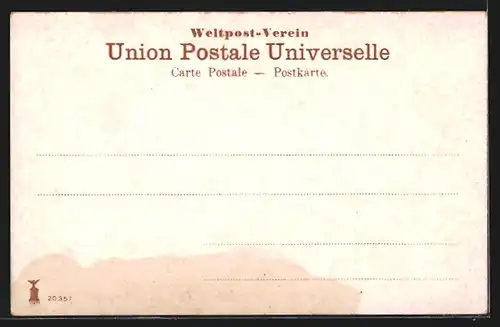 Weltpost-Verein
Union Postale Universelle
Carte Postale — Postkarte.